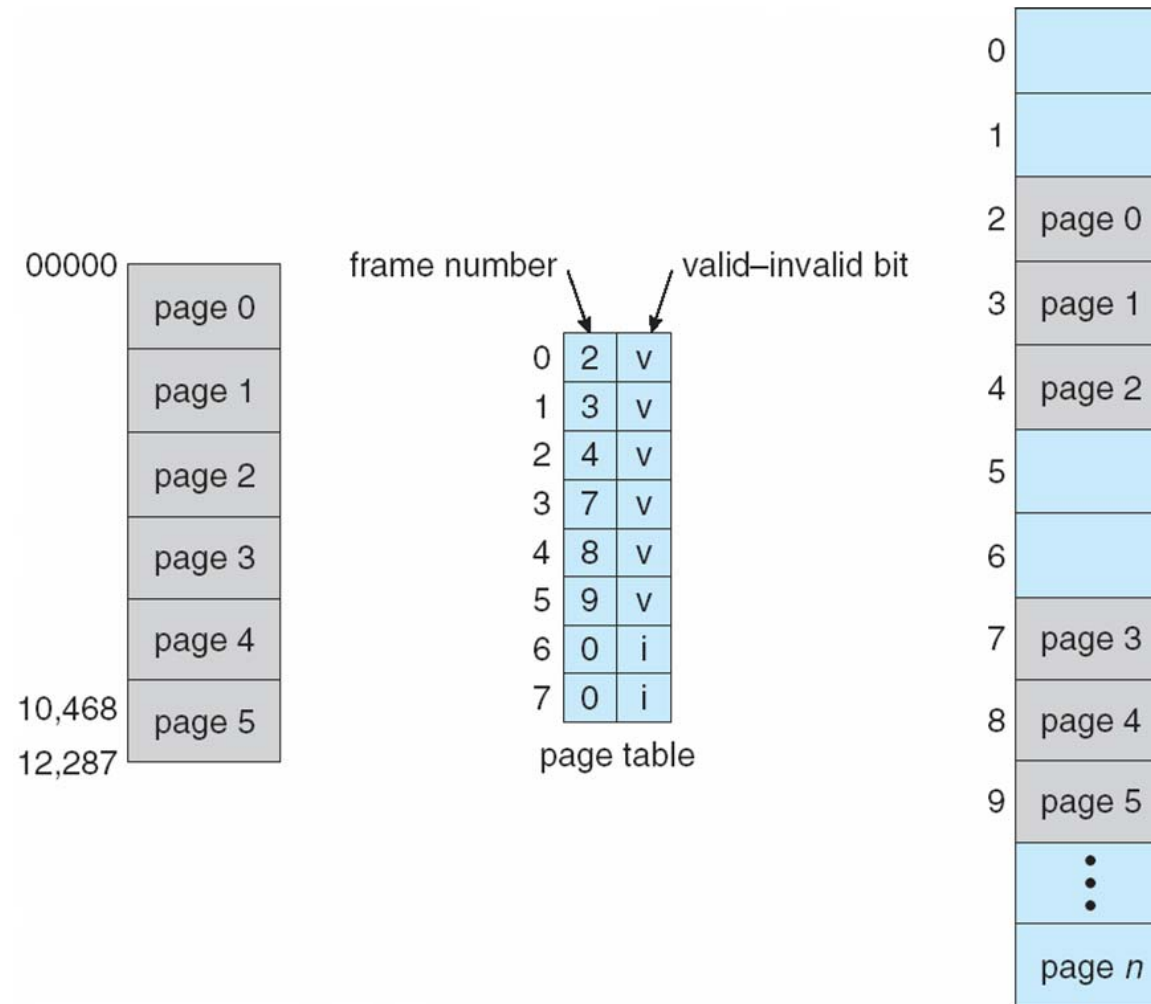 00000
page 0
page 1
page 2
page 3
page 4
10,468
page 5
12,287
frame number
valid–invalid bit
0 2 v
1 3 v
2 4 v
3 7 v
4 8 v
5 9 v
6 0 i
7 0 i
page table
0
1
2 page 0
3 page 1
4 page 2
5
6
7 page 3
8 page 4
9 page 5
page n